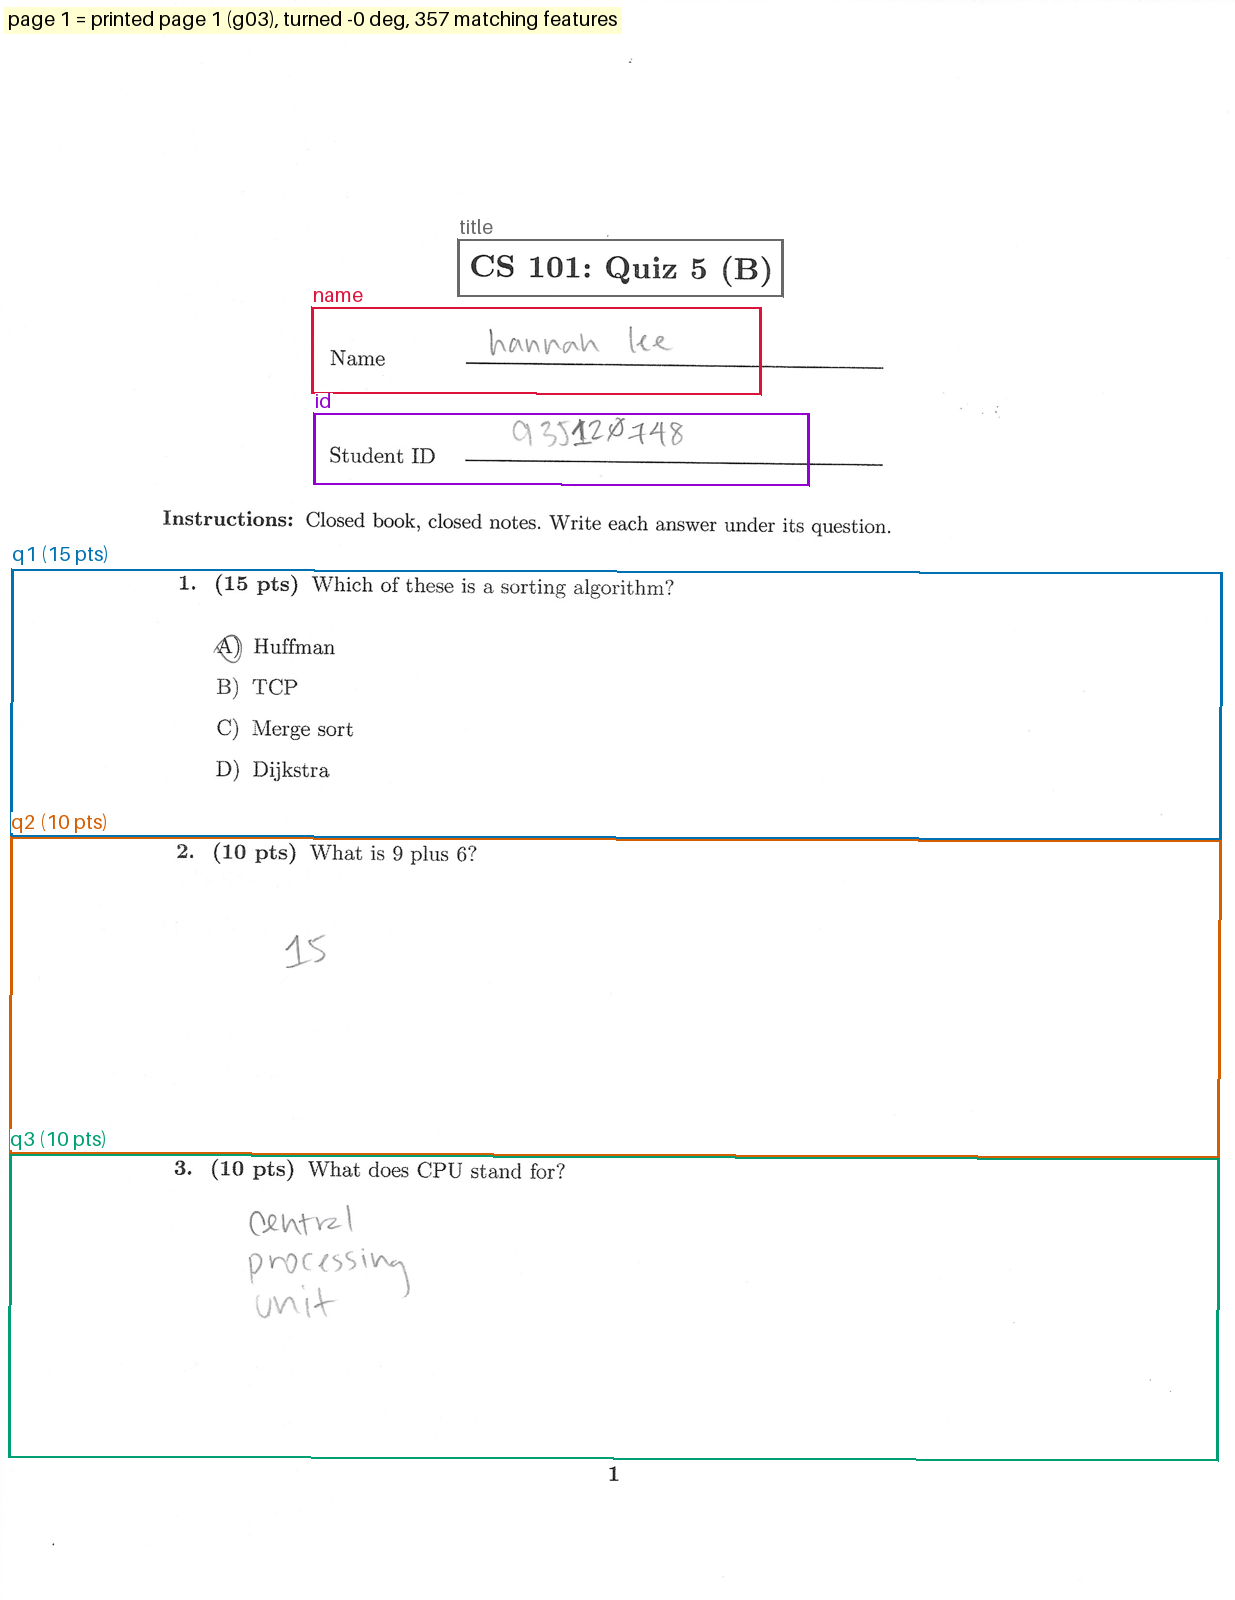 page 1 = printed page 1 (g03), turned -0 deg, 357 matching features
title
CS 101: Quiz 5 (B)
name
Name hannah lee
id
Student ID 935120748
Instructions: Closed book, closed notes. Write each answer under its question.
q1 (15 pts)
1. (15 pts) Which of these is a sorting algorithm?
A) Huffman
B) TCP
C) Merge sort
D) Dijkstra
q2 (10 pts)
2. (10 pts) What is 9 plus 6?
15
q3 (10 pts)
3. (10 pts) What does CPU stand for?
central
processing
unit
1